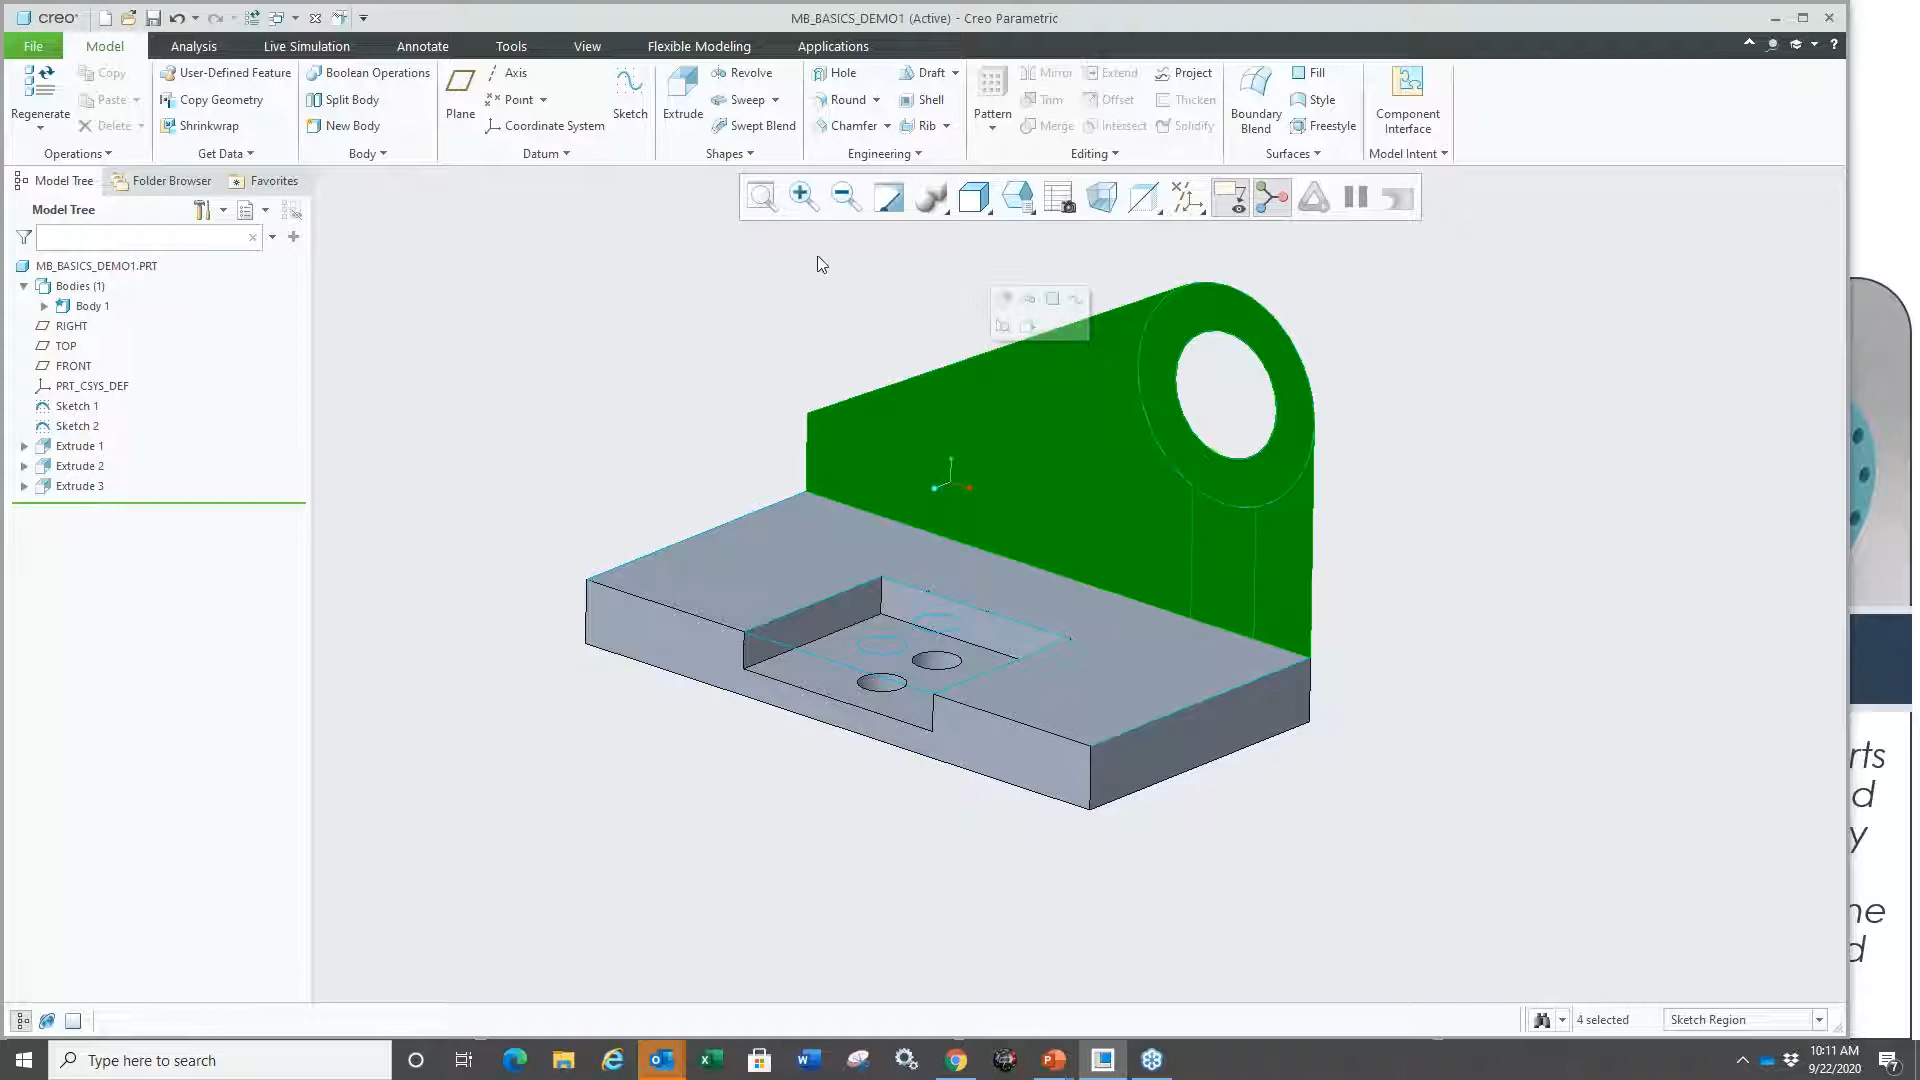 creo
MB_BASICS_DEMO1 (Active) - Creo Parametric
File Model Analysis Live Simulation Annotate Tools View Flexible Modeling Applications
Regenerate
Copy
Paste
Delete
Operations
User-Defined Feature
Copy Geometry
Shrinkwrap
Get Data
Boolean Operations
Split Body
New Body
Body
Plane
Axis
Point
Coordinate System
Sketch
Datum
Extrude
Revolve
Sweep
Swept Blend
Shapes
Hole
Round
Chamfer
Draft
Shell
Rib
Engineering
Pattern
Mirror
Trim
Merge
Extend
Offset
Intersect
Project
Thicken
Solidify
Editing
Boundary
Blend
Fill
Style
Freestyle
Surfaces
Component
Interface
Model Intent
Model Tree Folder Browser Favorites
Model Tree
MB_BASICS_DEMO1.PRT
Bodies (1)
Body 1
RIGHT
TOP
FRONT
PRT_CSYS_DEF
Sketch 1
Sketch 2
Extrude 1
Extrude 2
Extrude 3
rts
d
y
ne
d
4 selected
Sketch Region
Type here to search
10:11 AM
9/22/2020
7